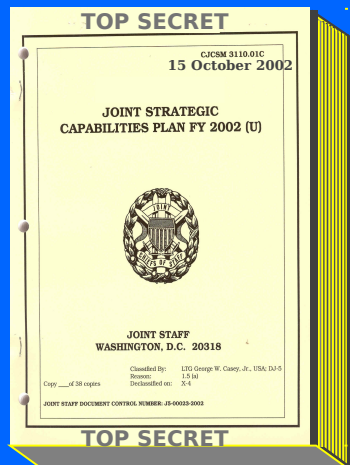 TOP SECRET
CJCSM 3110.01C
15 October 2002
JOINT STRATEGIC
CAPABILITIES PLAN FY 2002 (U)
JOINT
CHIEFS OF STAFF
JOINT STAFF
WASHINGTON, D.C. 20318
Classified By: LTG George W. Casey, Jr., USA; DJ-5
Reason: 1.5 (a)
Copy ___of 38 copies Declassified on: X-4
JOINT STAFF DOCUMENT CONTROL NUMBER: J5-00023-2002
TOP SECRET